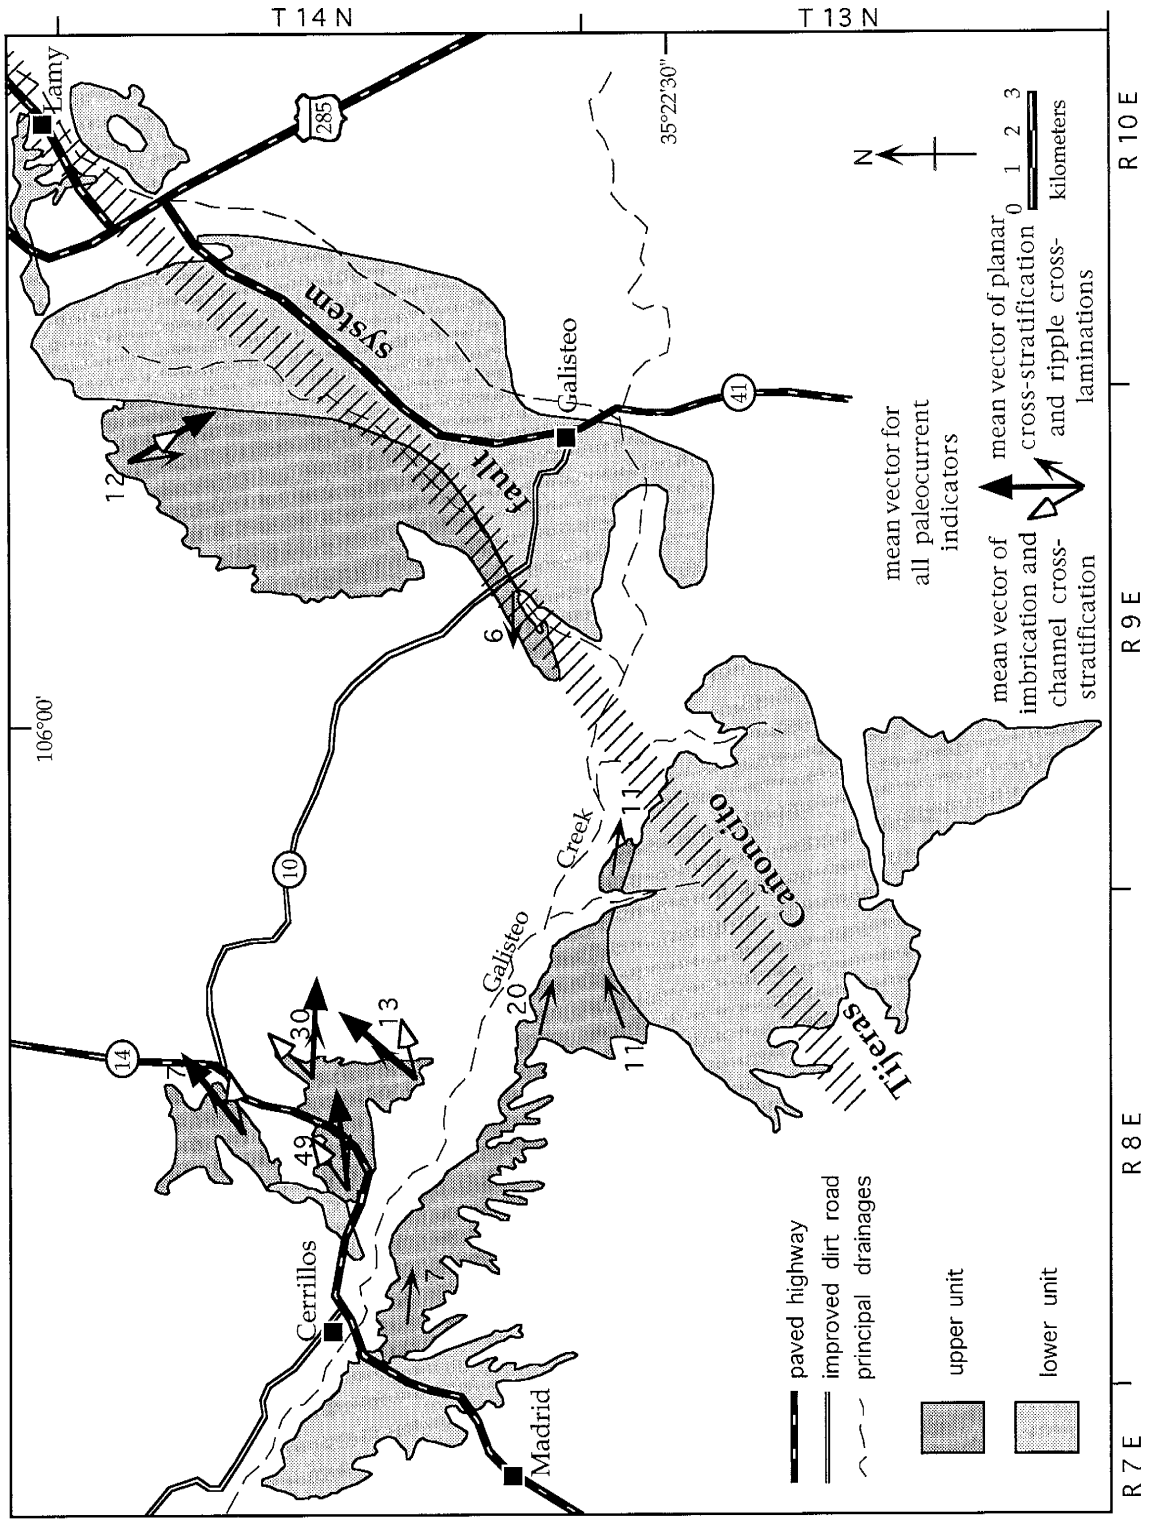 T 14 N
T 13 N
Lamy
285
35°22'30"
R 10 E
N
0 1 2 3
kilometers
system
Galisteo
41
12
fault
6
mean vector for
all paleocurrent
indicators
mean vector of planar
cross-stratification
and ripple cross-
laminations
mean vector of
imbrication and
channel cross-
stratification
R 9 E
106°00'
10
Creek
Galisteo
11
Cañoncito
Tijeras
20
11
14
7
30
13
49
7
Cerrillos
Madrid
R 8 E
paved highway
improved dirt road
principal drainages
upper unit
lower unit
R 7 E